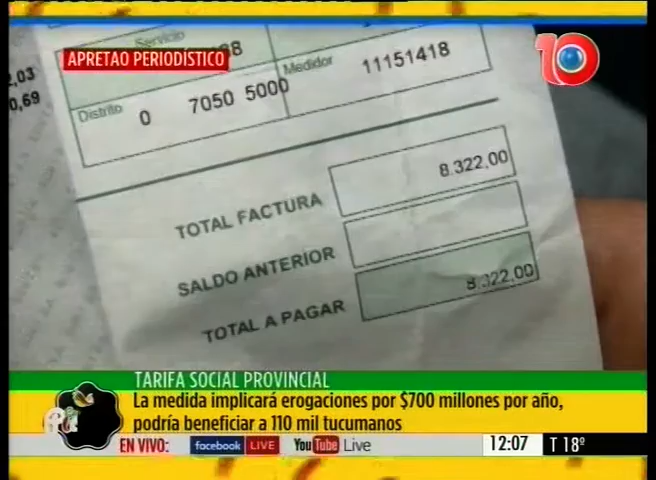 Servicio
88
2,03
0,69
APRETAO PERIODÍSTICO
10
Distrito 0 7050 5000
Medidor 11151418
TOTAL FACTURA 8.322,00
SALDO ANTERIOR
TOTAL A PAGAR 8.322,00
TARIFA SOCIAL PROVINCIAL
La medida implicará erogaciones por $700 millones por año,
podría beneficiar a 110 mil tucumanos
EN VIVO: facebook LIVE YouTube Live 12:07 T 18º